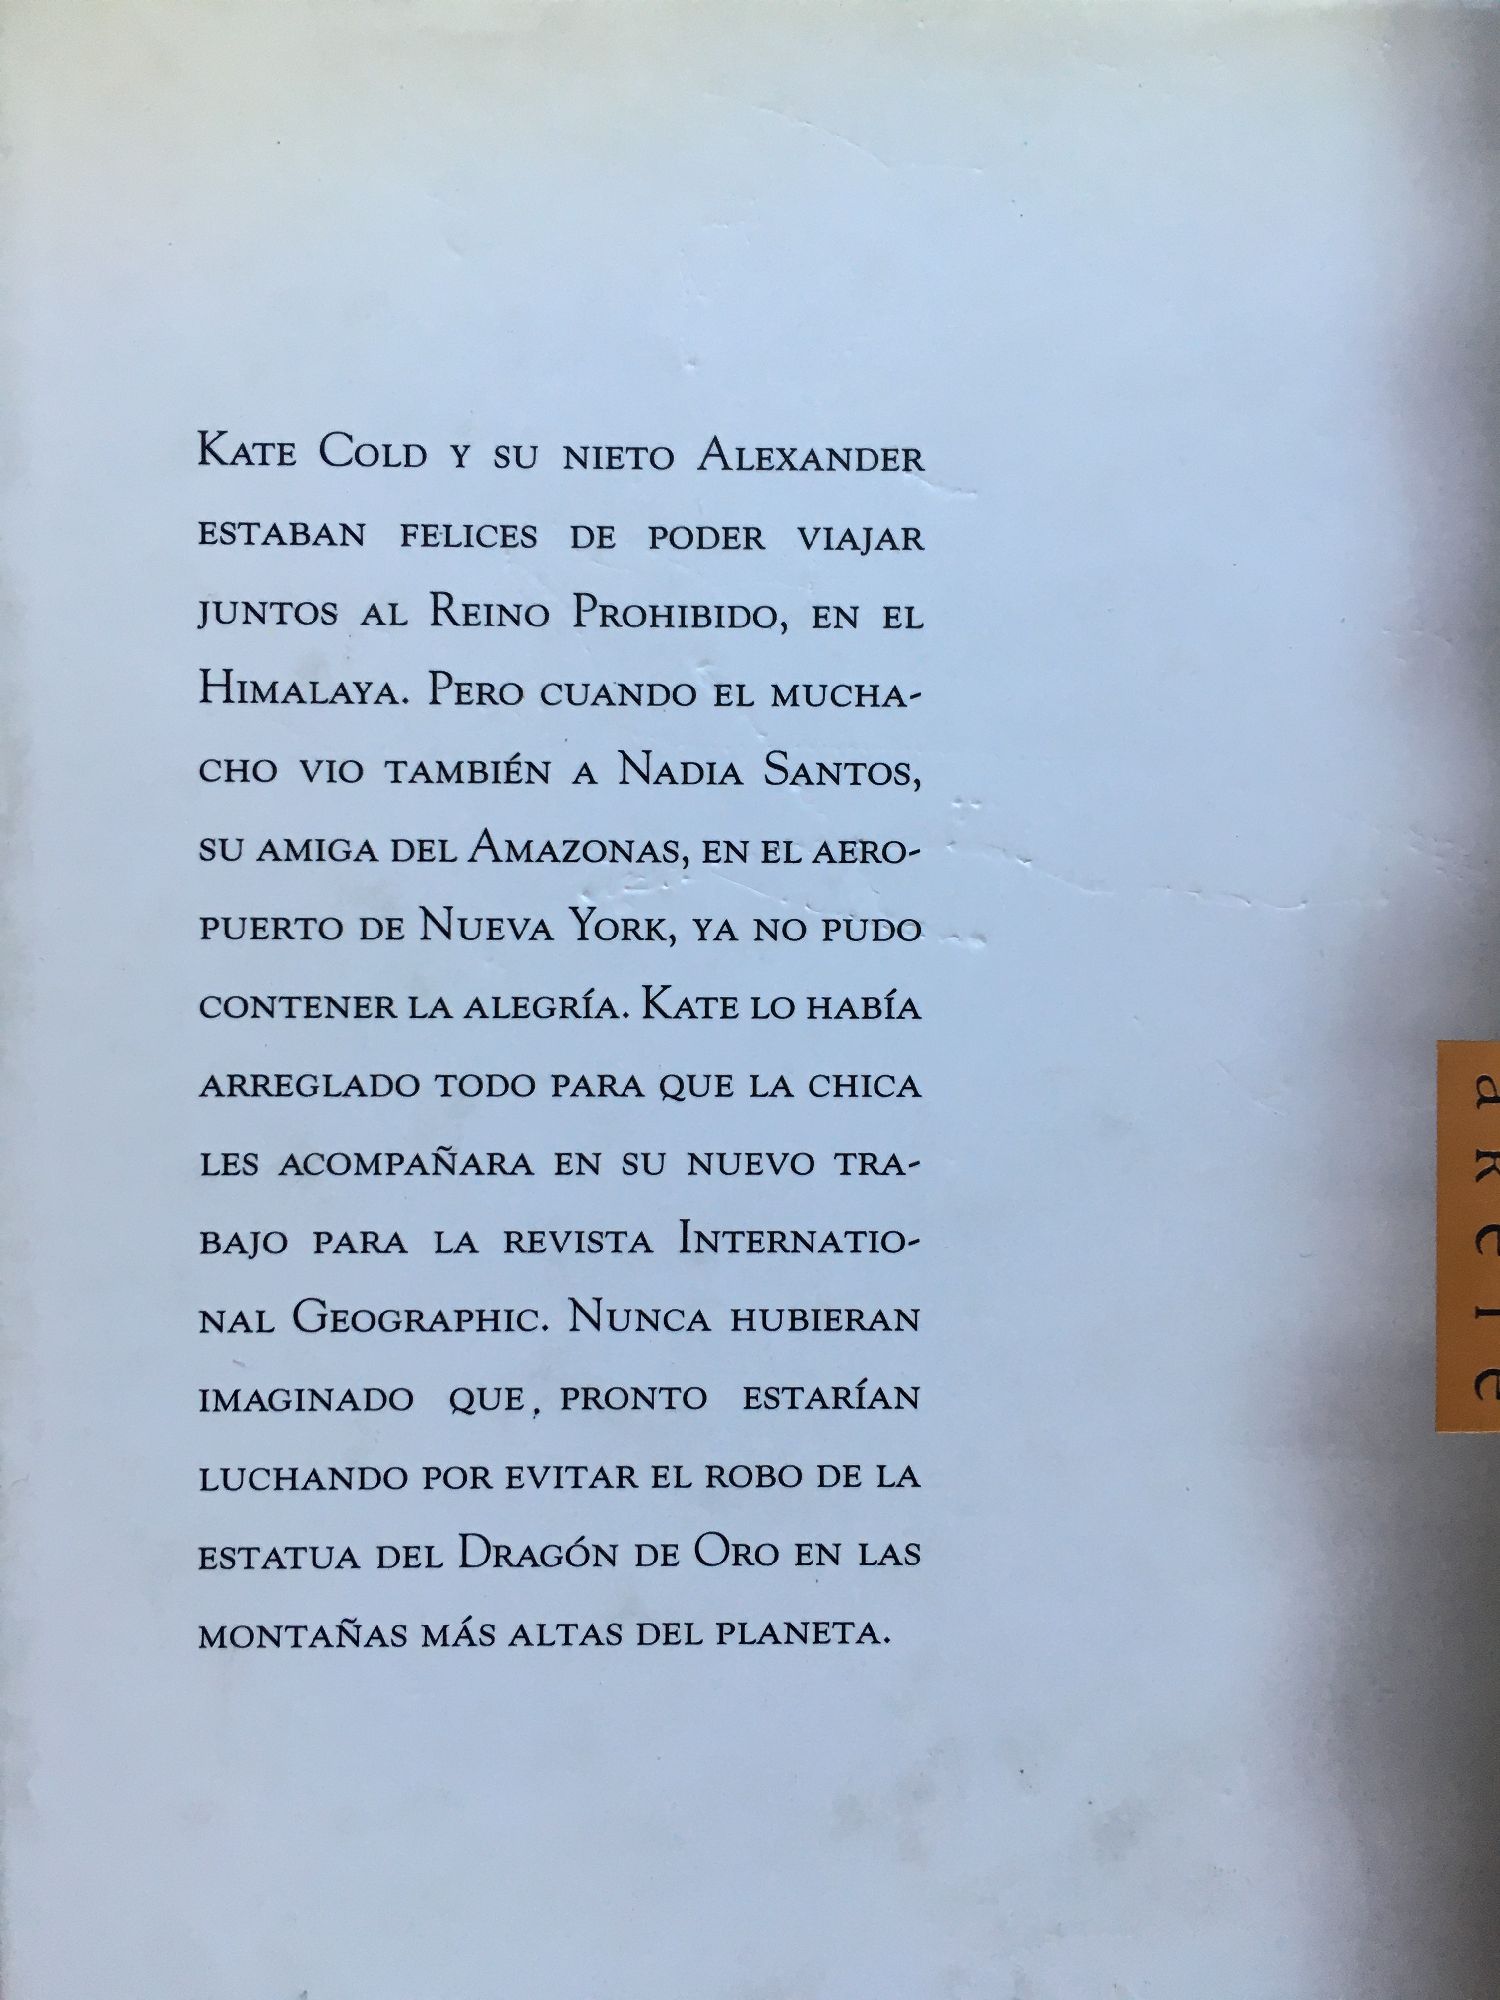 Kate Cold y su nieto Alexander
estaban felices de poder viajar
juntos al Reino Prohibido, en el
Himalaya. Pero cuando el mucha-
cho vio también a Nadia Santos,
su amiga del Amazonas, en el aero-
puerto de Nueva York, ya no pudo
contener la alegría. Kate lo había
arreglado todo para que la chica
les acompañara en su nuevo tra-
bajo para la revista Internatio-
nal Geographic. Nunca hubieran
imaginado que, pronto estarían
luchando por evitar el robo de la
estatua del Dragón de Oro en las
montañas más altas del planeta.